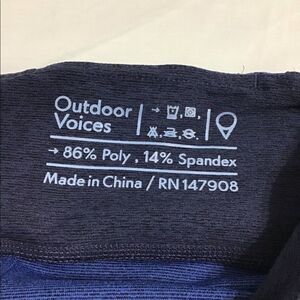 Outdoor
Voices
→ 86% Poly, 14% Spandex
Made in China / RN 147908